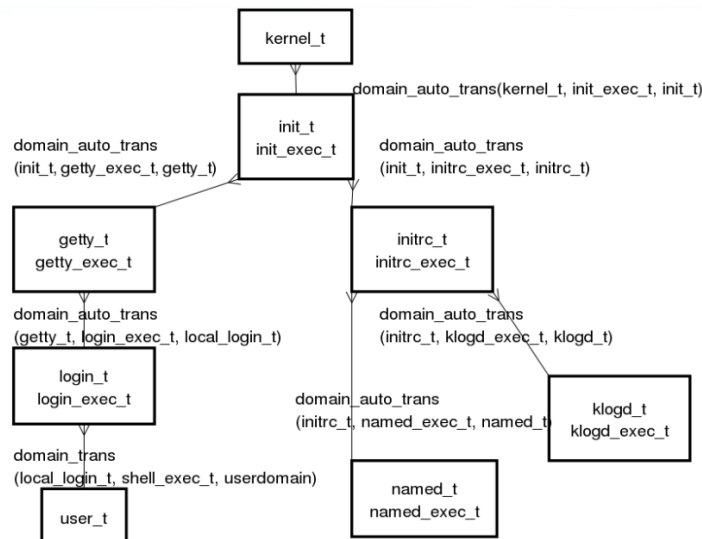 kernel_t
domain_auto_trans(kernel_t, init_exec_t, init_t)
init_t
init_exec_t
domain_auto_trans
(init_t, getty_exec_t, getty_t)
domain_auto_trans
(init_t, initrc_exec_t, initrc_t)
getty_t
getty_exec_t
initrc_t
initrc_exec_t
domain_auto_trans
(getty_t, login_exec_t, local_login_t)
domain_auto_trans
(initrc_t, klogd_exec_t, klogd_t)
login_t
login_exec_t
domain_auto_trans
(initrc_t, named_exec_t, named_t)
klogd_t
klogd_exec_t
domain_trans
(local_login_t, shell_exec_t, userdomain)
user_t
named_t
named_exec_t